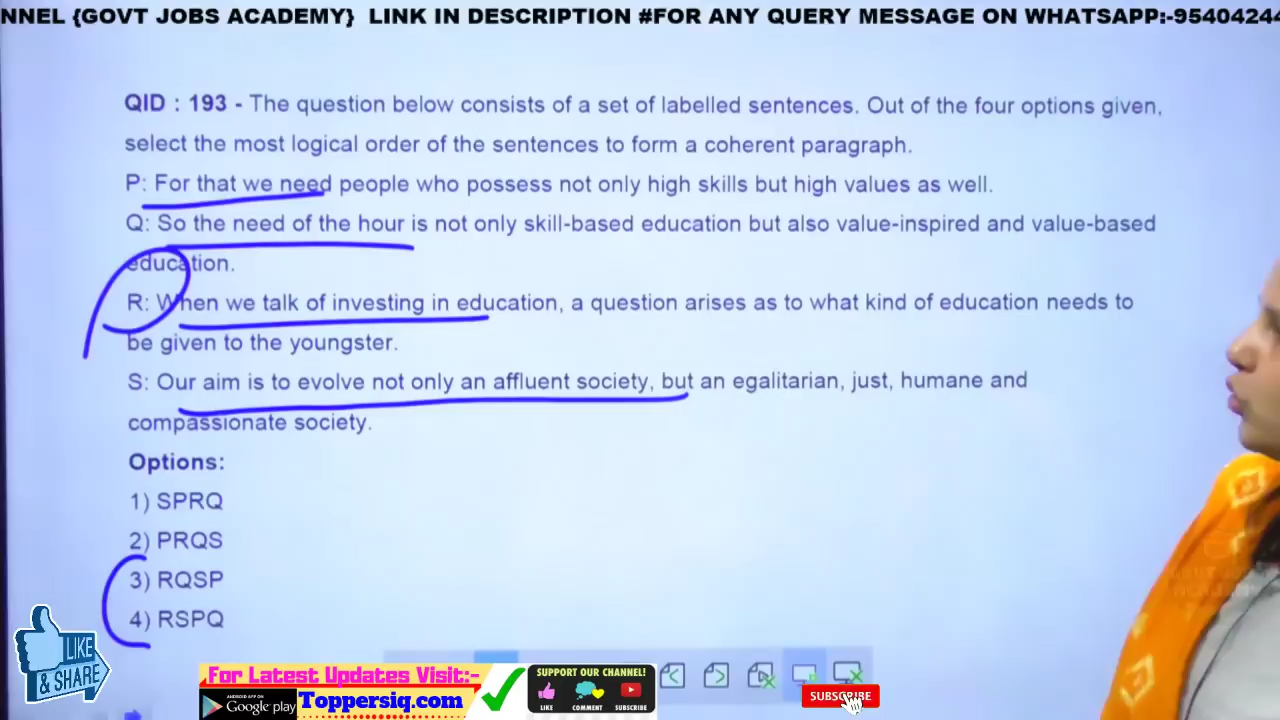 NNEL {GOVT JOBS ACADEMY}  LINK IN DESCRIPTION #FOR ANY QUERY MESSAGE ON WHATSAPP:-9540424
QID : 193 - The question below consists of a set of labelled sentences. Out of the four options given,
select the most logical order of the sentences to form a coherent paragraph.
P: For that we need people who possess not only high skills but high values as well.
Q: So the need of the hour is not only skill-based education but also value-inspired and value-based
education.
R: When we talk of investing in education, a question arises as to what kind of education needs to
be given to the youngster.
S: Our aim is to evolve not only an affluent society, but an egalitarian, just, humane and
compassionate society.
Options:
1) SPRQ
2) PRQS
3) RQSP
4) RSPQ
LIKE
& SHARE
For Latest Updates Visit:-
ANDROID APP ON
Google play
Toppersiq.com
SUPPORT OUR CHANNEL!
LIKE COMMENT SUBSCRIBE
SUBSCRIBE